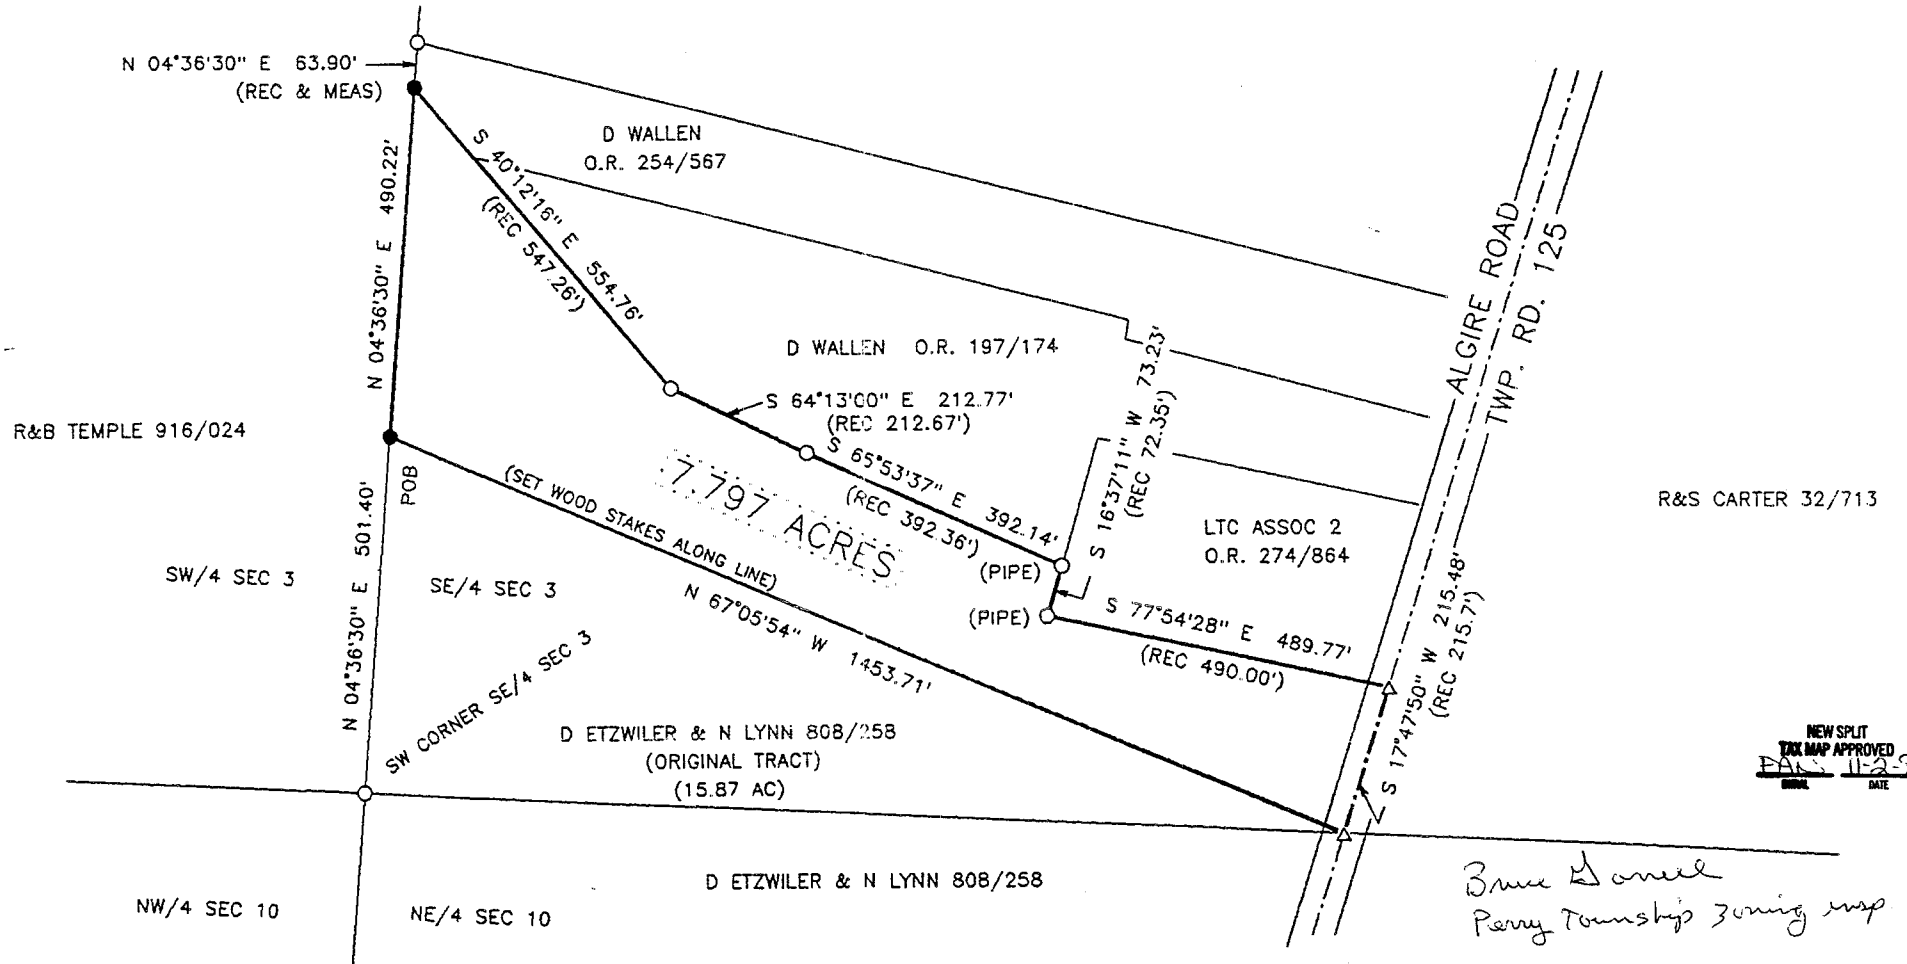 N 04°36'30" E 63.90'
(REC & MEAS)
D WALLEN
O.R. 254/567
S 40°12'16" E 554.76'
(REC 547.26')
N 04°36'30" E 490.22'
ALGIRE ROAD
TWP. RD. 125
D WALLEN O.R. 197/174
S 64°13'00" E 212.77'
(REC 212.67')
S 16°37'11" W 73.23'
(REC 72.35')
R&B TEMPLE 916/024
POB
S 65°53'37" E 392.14'
(REC 392.36')
7.797 ACRES
(SET WOOD STAKES ALONG LINE)
N 67°05'54" W 1453.71'
(PIPE)
(PIPE)
LTC ASSOC 2
O.R. 274/864
R&S CARTER 32/713
S 77°54'28" E 489.77'
(REC 490.00')
S 17°47'50" W 215.48'
(REC 215.7')
N 04°36'30" E 501.40'
SW/4 SEC 3
SE/4 SEC 3
SW CORNER SE/4 SEC 3
D ETZWILER & N LYNN 808/258
(ORIGINAL TRACT)
(15.87 AC)
NEW SPLIT
TAX MAP APPROVED
DATE
D ETZWILER & N LYNN 808/258
NW/4 SEC 10
NE/4 SEC 10
Bruce
Perry Township Zoning insp